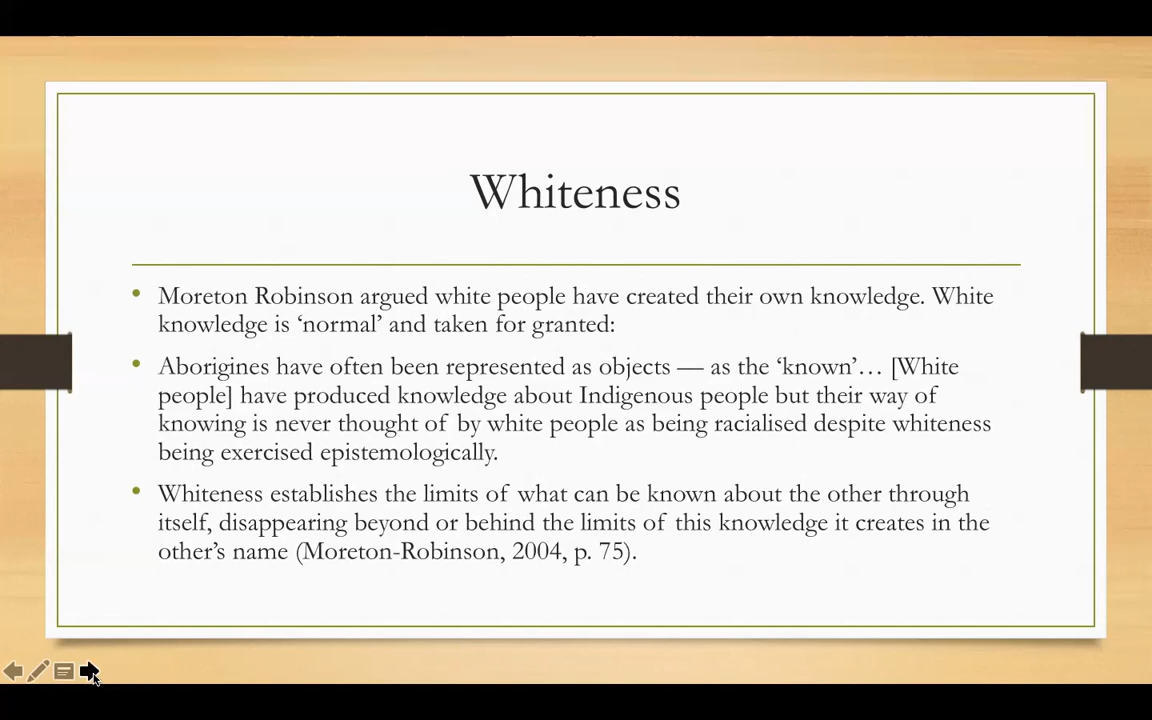 Whiteness
• Moreton Robinson argued white people have created their own knowledge. White
knowledge is ‘normal’ and taken for granted:
• Aborigines have often been represented as objects — as the ‘known’… [White
people] have produced knowledge about Indigenous people but their way of
knowing is never thought of by white people as being racialised despite whiteness
being exercised epistemologically.
• Whiteness establishes the limits of what can be known about the other through
itself, disappearing beyond or behind the limits of this knowledge it creates in the
other’s name (Moreton-Robinson, 2004, p. 75).